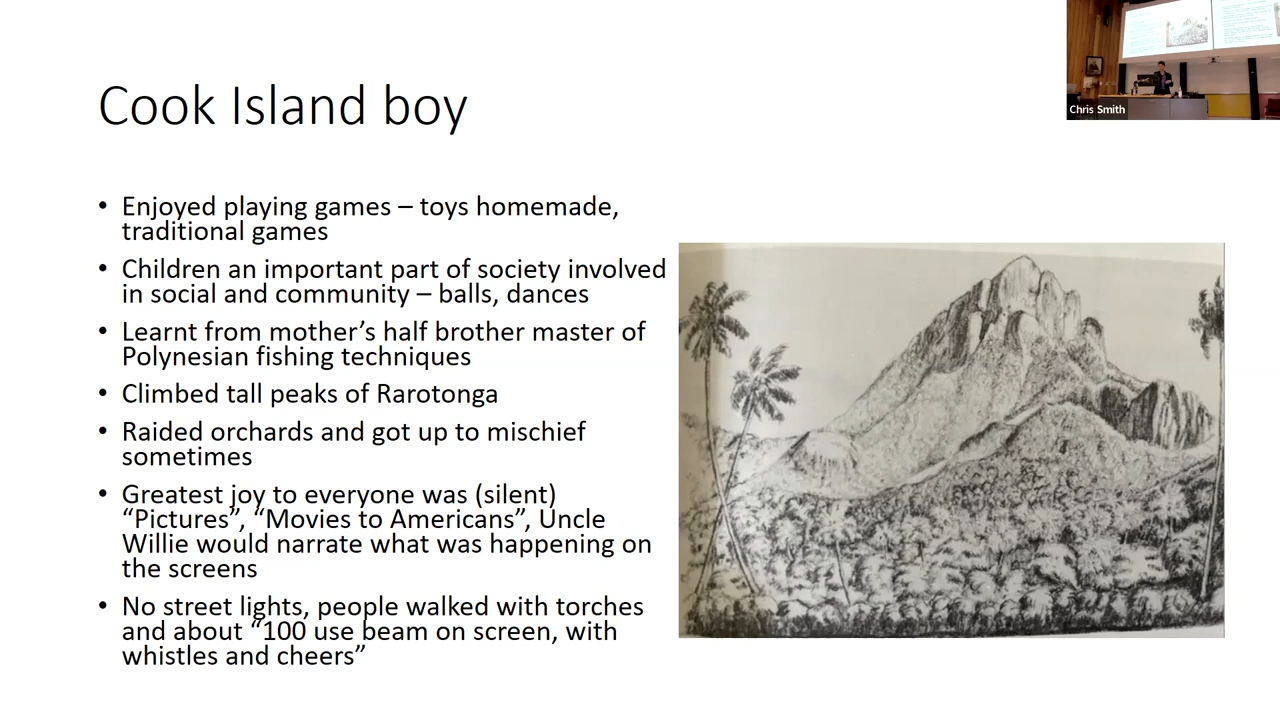 Cook Island boy
• Enjoyed playing games – toys homemade,
traditional games
• Children an important part of society involved
in social and community – balls, dances
• Learnt from mother’s half brother master of
Polynesian fishing techniques
• Climbed tall peaks of Rarotonga
• Raided orchards and got up to mischief
sometimes
• Greatest joy to everyone was (silent)
“Pictures”, “Movies to Americans”, Uncle
Willie would narrate what was happening on
the screens
• No street lights, people walked with torches
and about “100 use beam on screen, with
whistles and cheers”
Chris Smith